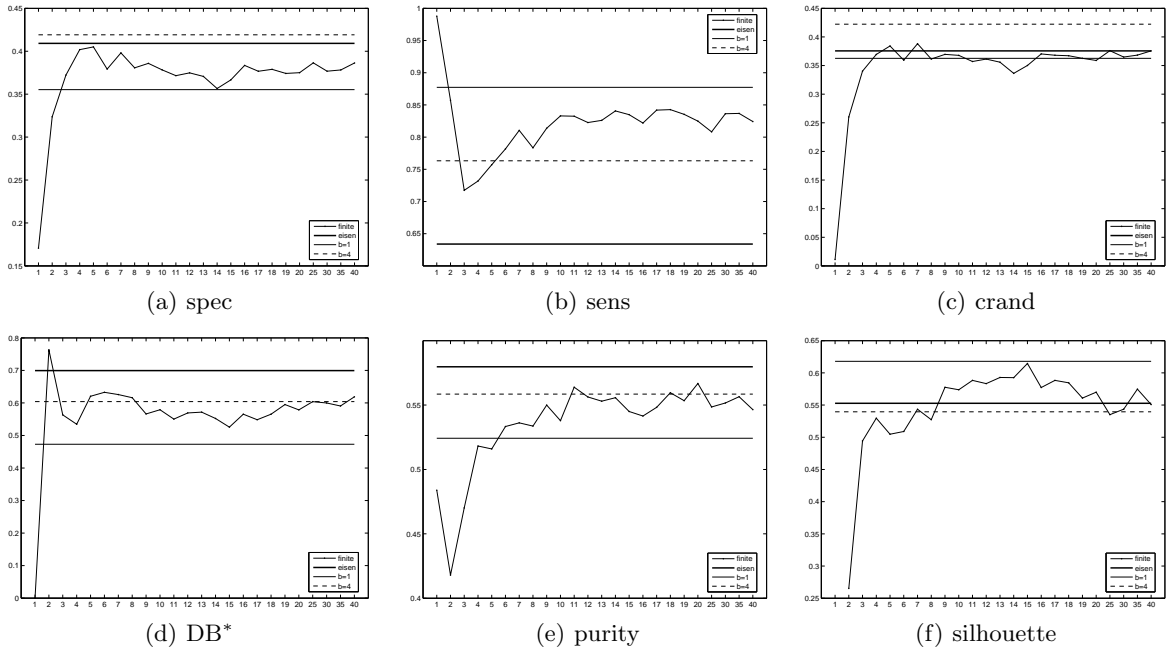 0.45
0.4
0.35
0.3
0.25
0.2
0.15
finite
eisen
b=1
b=4
1 2 3 4 5 6 7 8 9 10 11 12 13 14 15 16 17 18 19 20 25 30 35 40
(a) spec
1
0.95
0.9
0.85
0.8
0.75
0.7
0.65
finite
eisen
b=1
b=4
1 2 3 4 5 6 7 8 9 10 11 12 13 14 15 16 17 18 19 20 25 30 35 40
(b) sens
0.45
0.4
0.35
0.3
0.25
0.2
0.15
0.1
0.05
0
finite
eisen
b=1
b=4
1 2 3 4 5 6 7 8 9 10 11 12 13 14 15 16 17 18 19 20 25 30 35 40
(c) crand
0.8
0.7
0.6
0.5
0.4
0.3
0.2
0.1
0
finite
eisen
b=1
b=4
1 2 3 4 5 6 7 8 9 10 11 12 13 14 15 16 17 18 19 20 25 30 35 40
(d) DB*
0.6
0.55
0.5
0.45
0.4
finite
eisen
b=1
b=4
1 2 3 4 5 6 7 8 9 10 11 12 13 14 15 16 17 18 19 20 25 30 35 40
(e) purity
0.65
0.6
0.55
0.5
0.45
0.4
0.35
0.3
0.25
finite
eisen
b=1
b=4
1 2 3 4 5 6 7 8 9 10 11 12 13 14 15 16 17 18 19 20 25 30 35 40
(f) silhouette